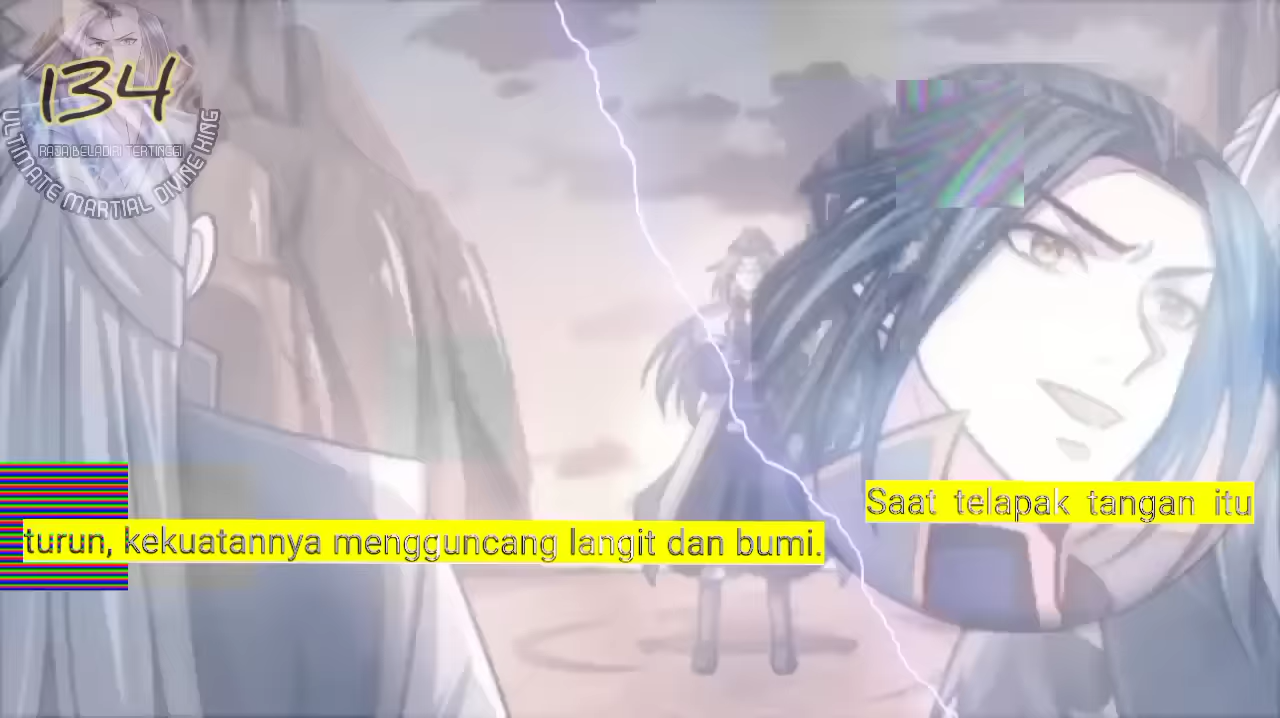 134
RAJA BELADIRI TERTINGGI
ULTIMATE MARTIAL DIVINE KING
Saat telapak tangan itu
turun, kekuatannya mengguncang langit dan bumi.